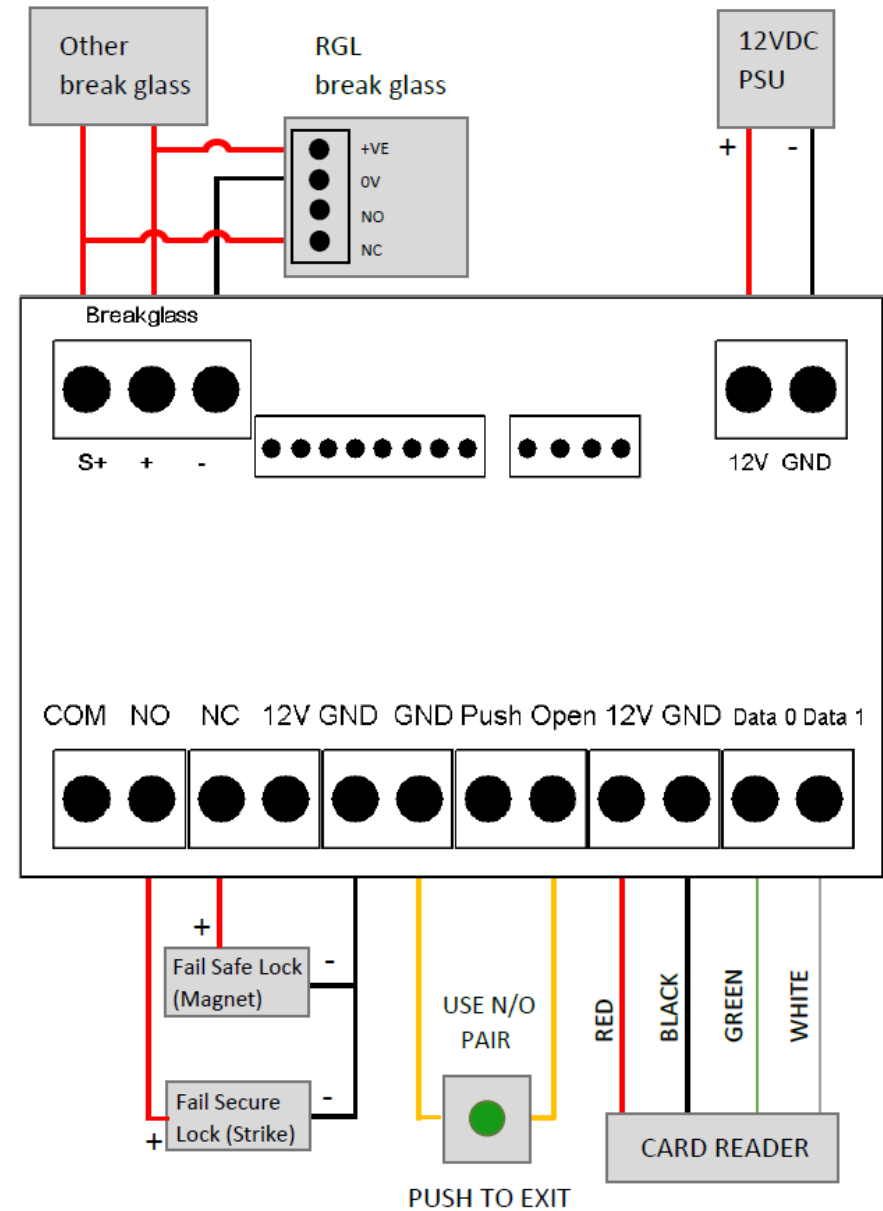 Other
break glass
RGL
break glass
12VDC
PSU
+VE
0V
NO
NC
+ -
Breakglass
S+ + -
12V GND
COM NO NC 12V GND GND Push Open 12V GND Data 0 Data 1
+
Fail Safe Lock
(Magnet)
-
Fail Secure
Lock (Strike)
-
+
USE N/O
PAIR
PUSH TO EXIT
RED
BLACK
GREEN
WHITE
CARD READER